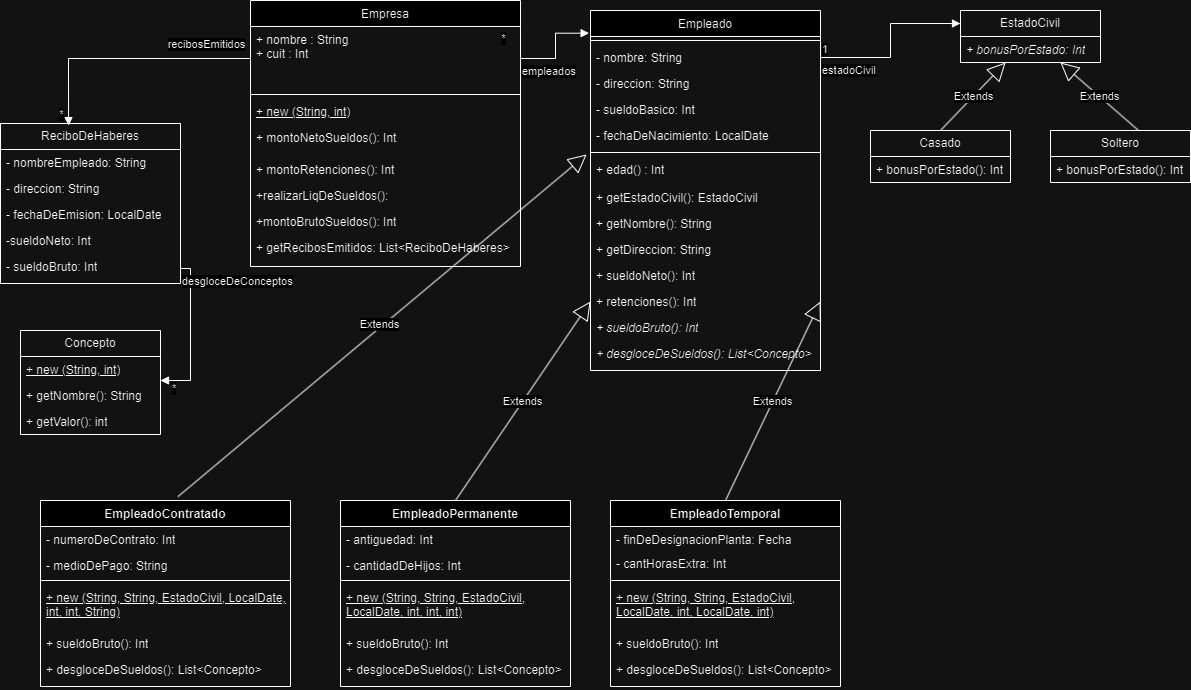 Empresa
+ nombre : String
*
+ cuit : Int
+ new (String, int)
+ montoNetoSueldos(): Int
+ montoRetenciones(): Int
+realizarLiqDeSueldos():
+montoBrutoSueldos(): Int
+ getRecibosEmitidos: List<ReciboDeHaberes>
recibosEmitidos
*
empleados
Empleado
- nombre: String
- direccion: String
- sueldoBasico: Int
- fechaDeNacimiento: LocalDate
+ edad() : Int
+ getEstadoCivil(): EstadoCivil
+ getNombre(): String
+ getDireccion: String
+ sueldoNeto(): Int
+ retenciones(): Int
+ sueldoBruto(): Int
+ desgloceDeSueldos(): List<Concepto>
1
estadoCivil
EstadoCivil
+ bonusPorEstado: Int
Extends
Extends
Casado
+ bonusPorEstado(): Int
Soltero
+ bonusPorEstado(): Int
ReciboDeHaberes
- nombreEmpleado: String
- direccion: String
- fechaDeEmision: LocalDate
-sueldoNeto: Int
- sueldoBruto: Int
desgloceDeConceptos
*
Concepto
+ new (String, int)
+ getNombre(): String
+ getValor(): int
Extends
Extends
Extends
EmpleadoContratado
- numeroDeContrato: Int
- medioDePago: String
+ new (String, String, EstadoCivil, LocalDate,
int, int, String)
+ sueldoBruto(): Int
+ desgloceDeSueldos(): List<Concepto>
EmpleadoPermanente
- antiguedad: Int
- cantidadDeHijos: Int
+ new (String, String, EstadoCivil,
LocalDate, int, int, int)
+ sueldoBruto(): Int
+ desgloceDeSueldos(): List<Concepto>
EmpleadoTemporal
- finDeDesignacionPlanta: Fecha
- cantHorasExtra: Int
+ new (String, String, EstadoCivil,
LocalDate, int, LocalDate, int)
+ sueldoBruto(): Int
+ desgloceDeSueldos(): List<Concepto>